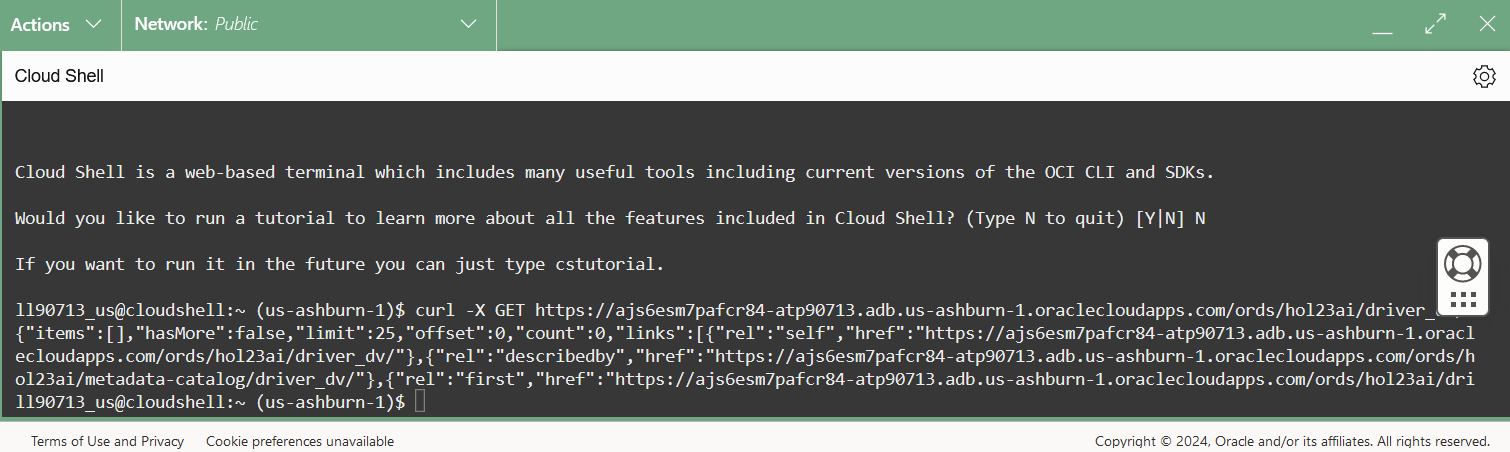 Actions
Network: Public
Cloud Shell
Cloud Shell is a web-based terminal which includes many useful tools including current versions of the OCI CLI and SDKs.
Would you like to run a tutorial to learn more about all the features included in Cloud Shell? (Type N to quit) [Y|N] N
If you want to run it in the future you can just type cstutorial.
ll90713_us@cloudshell:~ (us-ashburn-1)$ curl -X GET https://ajs6esm7pafcr84-atp90713.adb.us-ashburn-1.oraclecloudapps.com/ords/hol23ai/driver_
{"items":[],"hasMore":false,"limit":25,"offset":0,"count":0,"links":[{"rel":"self","href":"https://ajs6esm7pafcr84-atp90713.adb.us-ashburn-1.oracl
ecloudapps.com/ords/hol23ai/driver_dv/"},{"rel":"describedby","href":"https://ajs6esm7pafcr84-atp90713.adb.us-ashburn-1.oraclecloudapps.com/ords/h
ol23ai/metadata-catalog/driver_dv/"},{"rel":"first","href":"https://ajs6esm7pafcr84-atp90713.adb.us-ashburn-1.oraclecloudapps.com/ords/hol23ai/dri
ll90713_us@cloudshell:~ (us-ashburn-1)$
Terms of Use and Privacy
Cookie preferences unavailable
Copyright © 2024, Oracle and/or its affiliates. All rights reserved.